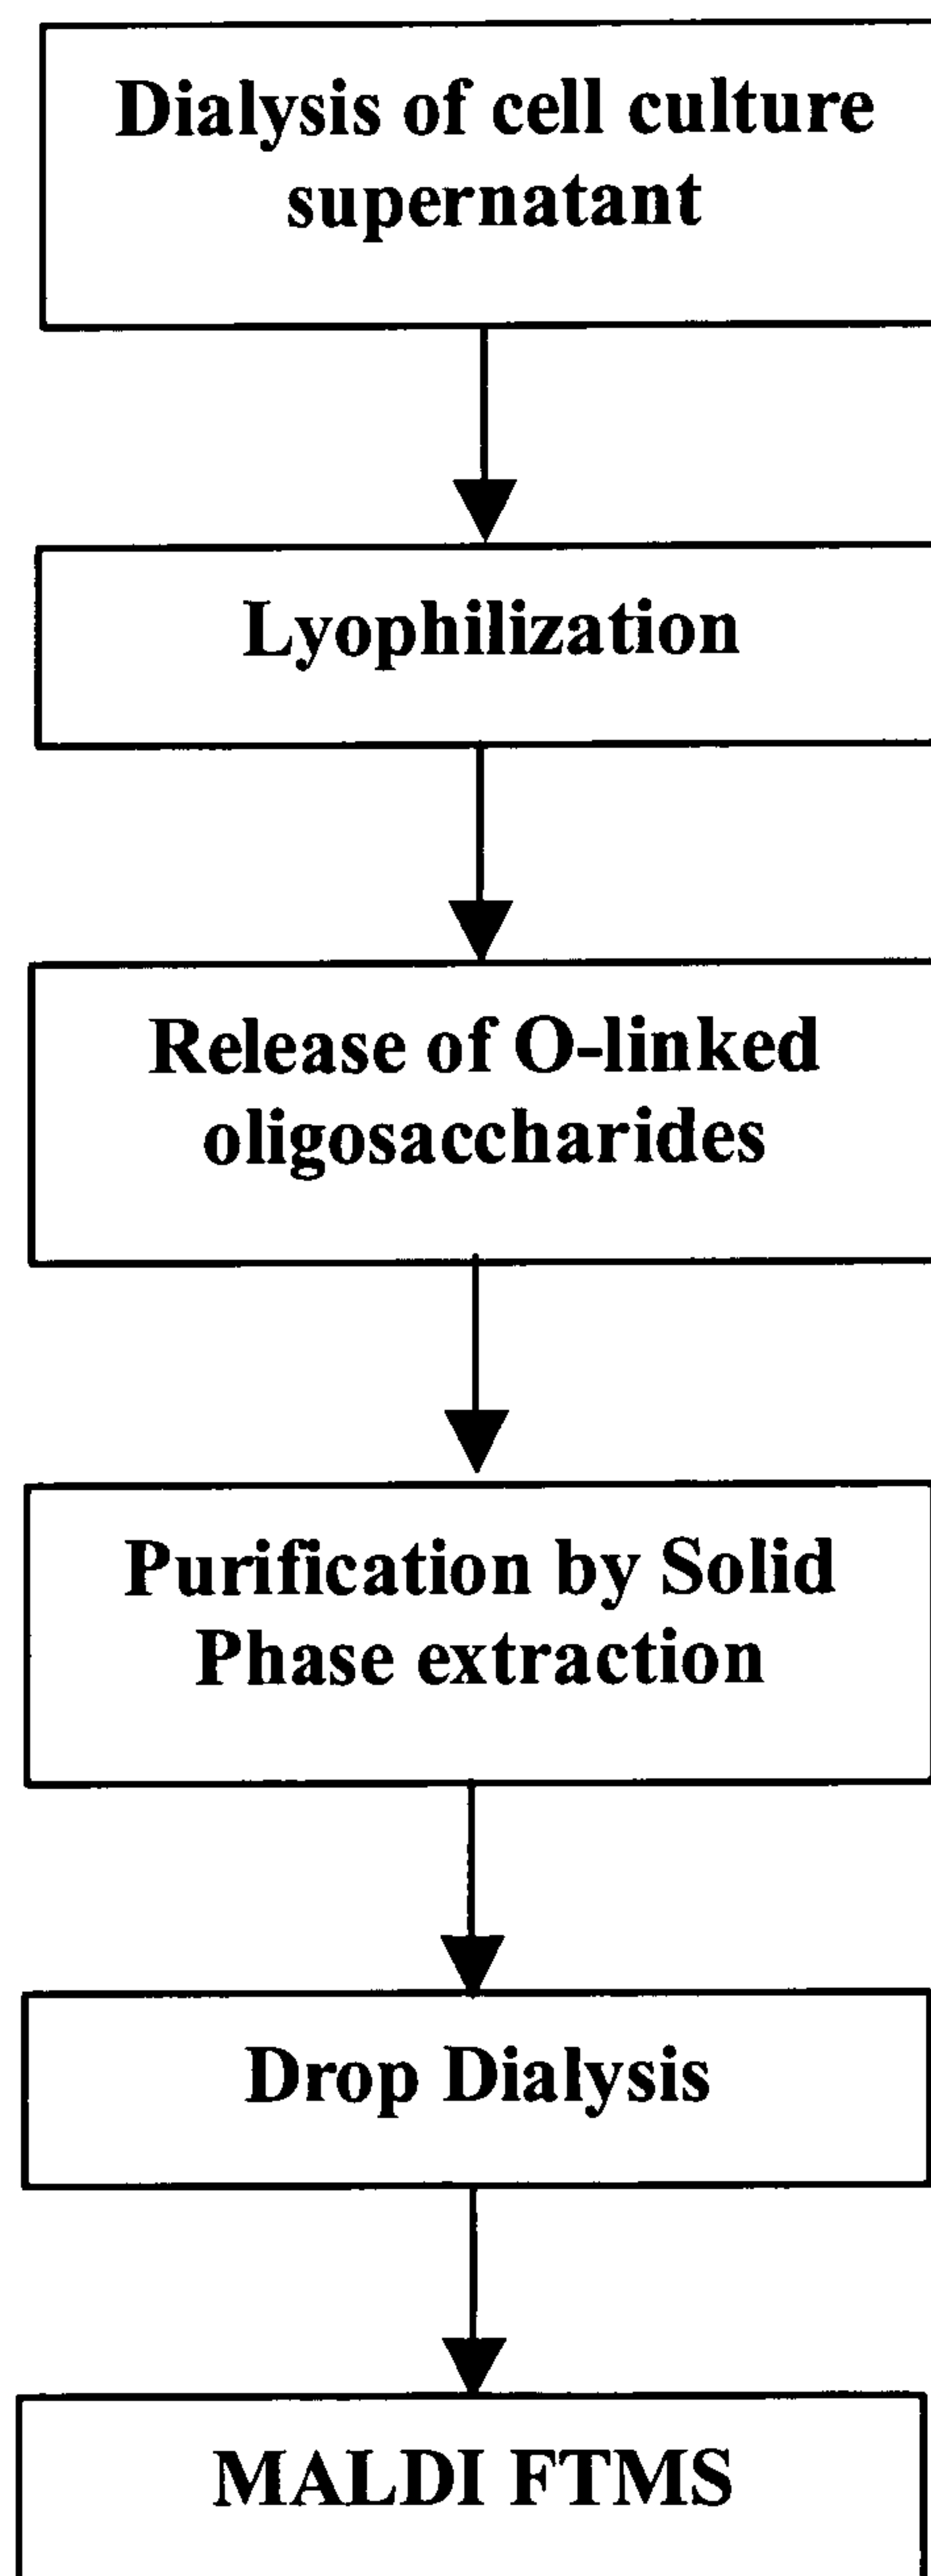 Dialysis of cell culture
supernatant
Lyophilization
Release of O-linked
oligosaccharides
Purification by Solid
Phase extraction
Drop Dialysis
MALDI FTMS